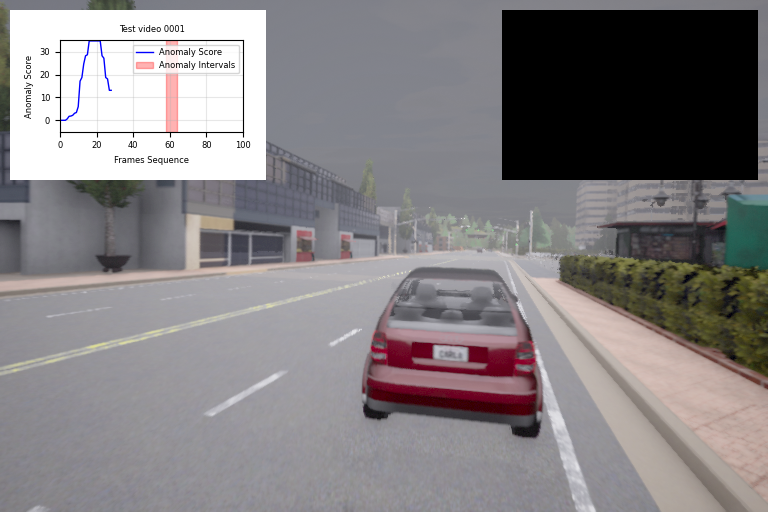 Test video 0001
Anomaly Score
Anomaly Intervals
Anomaly Score
30
20
10
0
0 20 40 60 80 100
Frames Sequence
CARLA